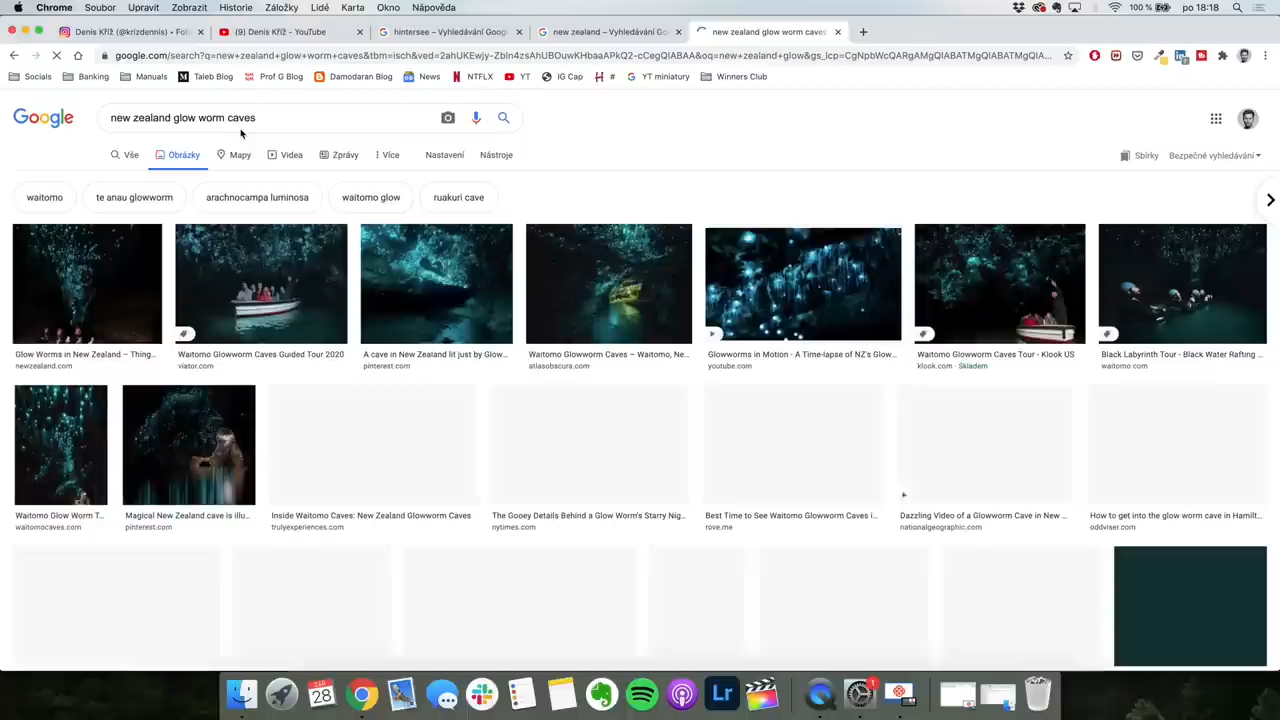 Chrome Soubor Upravit Zobrazit Historie Záložky Lidé Karta Okno Nápověda 100 % po 18:18
Denis Kříž (@krizdennis) • Fotk
(9) Denis Kříž - YouTube
hintersee – Vyhledávání Googl
new zealand – Vyhledávání Go
new zealand glow worm caves
google.com/search?q=new+zealand+glow+worm+caves&tbm=isch&ved=
Socials Banking Manuals Taleb Blog Prof G Blog Damodaran Blog News NTFLX YT IG Cap # YT miniatury Winners Club
Google
new zealand glow worm caves
Vše Obrázky Mapy Videa Zprávy Více Nastavení Nástroje Sbírky Bezpečné vyhledávání
waitomo te anau glowworm arachnocampa luminosa waitomo glow ruakuri cave
Glow Worms in New Zealand – Thing...
newzealand.com
Waitomo Glowworm Caves Guided Tour 2020
viator.com
A cave in New Zealand lit just by Glow...
pinterest.com
Waitomo Glowworm Caves – Waitomo, Ne...
atlasobscura.com
Glowworms in Motion - A Time-lapse of NZ's Glow...
youtube.com
Waitomo Glowworm Caves Tour - Klook US
klook.com · Skladem
Black Labyrinth Tour - Black Water Rafting ...
waitomo.com
Waitomo Glow Worm T...
waitomocaves.com
Magical New Zealand cave is illu...
pinterest.com
Inside Waitomo Caves: New Zealand Glowworm Caves
trulyexperiences.com
The Gooey Details Behind a Glow Worm's Starry Nig...
nytimes.com
Best Time to See Waitomo Glowworm Caves i...
rove.me
Dazzling Video of a Glowworm Cave in New ...
nationalgeographic.com
How to get into the glow worm cave in Hamilt...
oddviser.com
28
Lr
1